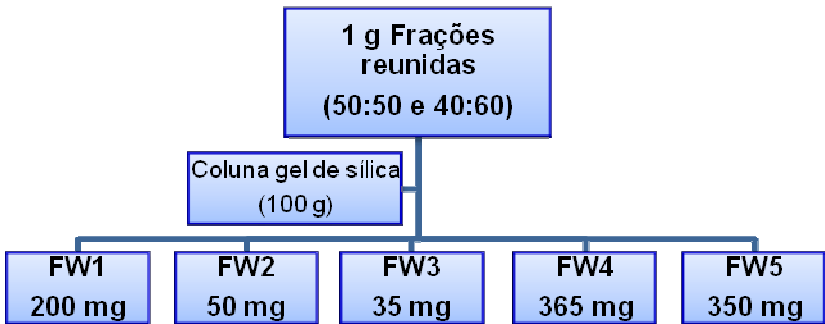 1 g Frações
reunidas
(50:50 e 40:60)
Coluna gel de sílica
(100 g)
FW1
200 mg
FW2
50 mg
FW3
35 mg
FW4
365 mg
FW5
350 mg